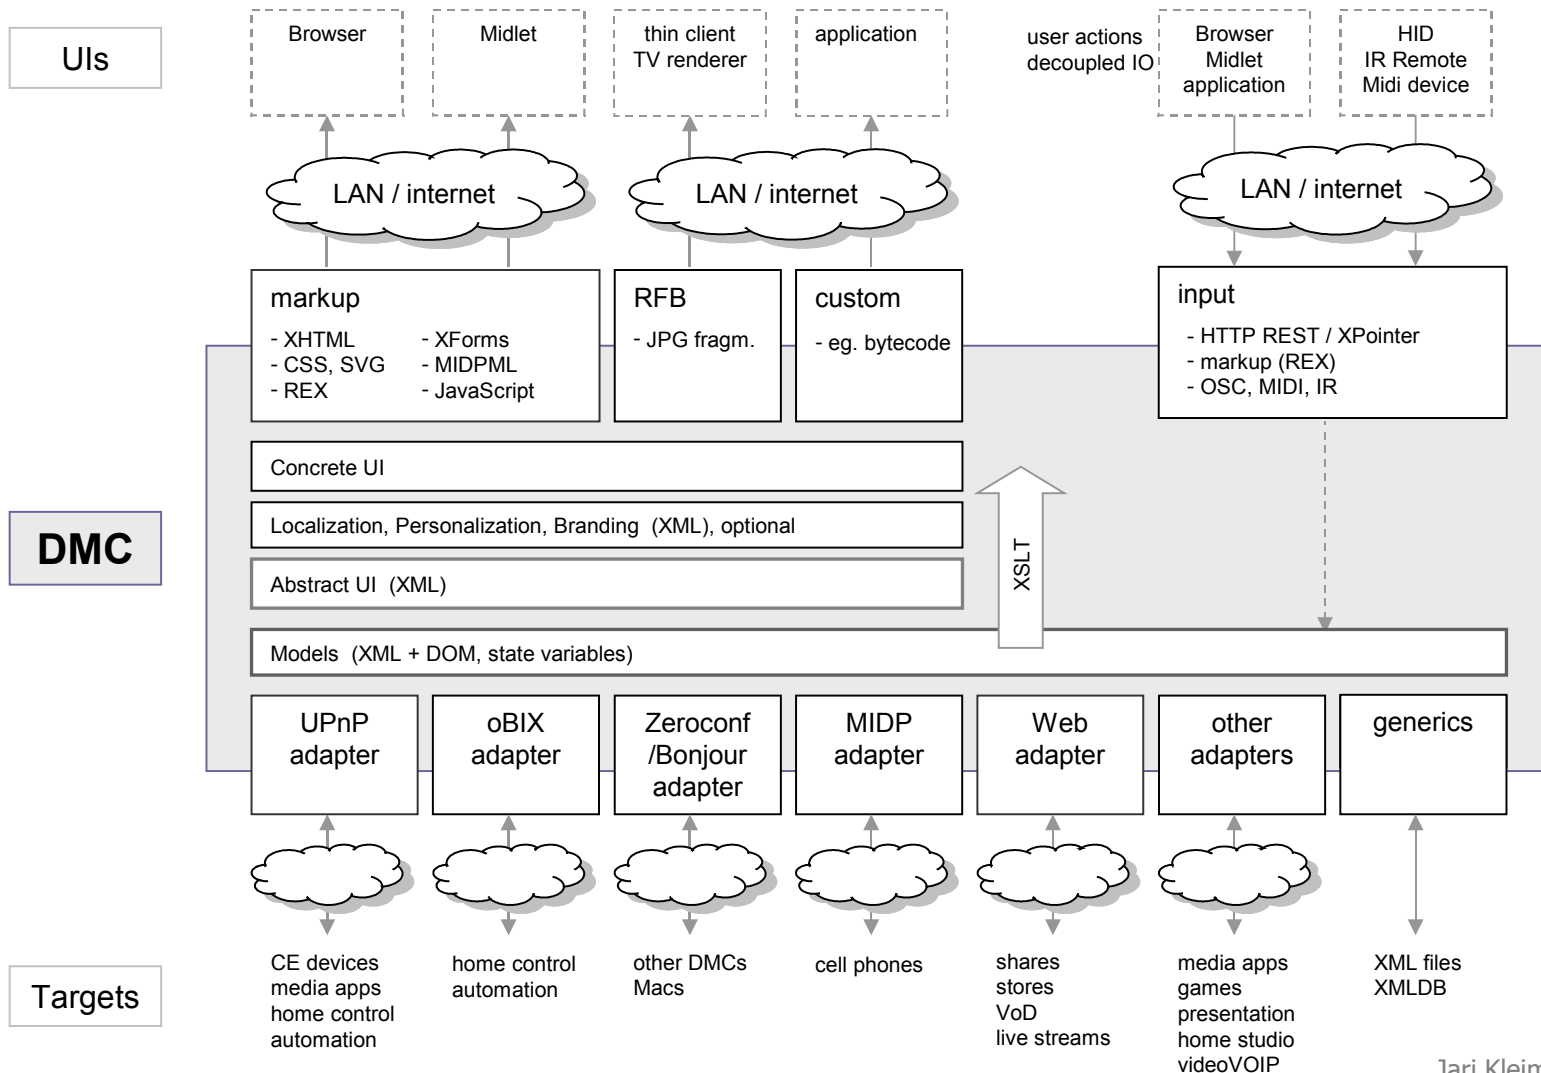 UIs
Browser
Midlet
thin client
TV renderer
application
user actions
decoupled IO
Browser
Midlet
application
HID
IR Remote
Midi device
LAN / internet
LAN / internet
LAN / internet
markup
- XHTML
- CSS, SVG
- REX
- XForms
- MIDPML
- JavaScript
RFB
- JPG fragm.
custom
- eg. bytecode
input
- HTTP REST / XPointer
- markup (REX)
- OSC, MIDI, IR
DMC
Concrete UI
Localization, Personalization, Branding (XML), optional
Abstract UI (XML)
XSLT
Models (XML + DOM, state variables)
UPnP
adapter
oBIX
adapter
Zeroconf
/Bonjour
adapter
MIDP
adapter
Web
adapter
other
adapters
generics
Targets
CE devices
media apps
home control
automation
home control
automation
other DMCs
Macs
cell phones
shares
stores
VoD
live streams
media apps
games
presentation
home studio
videoVOIP
XML files
XMLDB
Jari Kleim